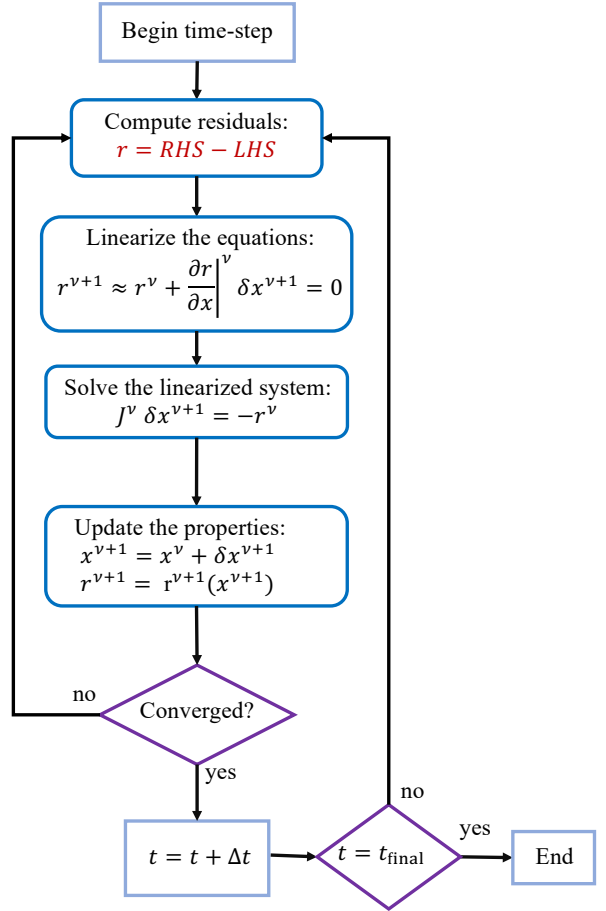 Begin time-step
Compute residuals:
r = RHS − LHS
Linearize the equations:
r^{ν+1} ≈ r^ν + ∂r/∂x|^ν δx^{ν+1} = 0
Solve the linearized system:
J^ν δx^{ν+1} = −r^ν
Update the properties:
x^{ν+1} = x^ν + δx^{ν+1}
r^{ν+1} = r^{ν+1}(x^{ν+1})
no
Converged?
yes
t = t + Δt
no
t = t_final
yes
End